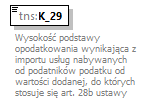 tns:K_29
Wysokość podstawy
opodatkowania wynikająca z
importu usług nabywanych
od podatników podatku od
wartości dodanej, do których
stosuje się art. 28b ustawy